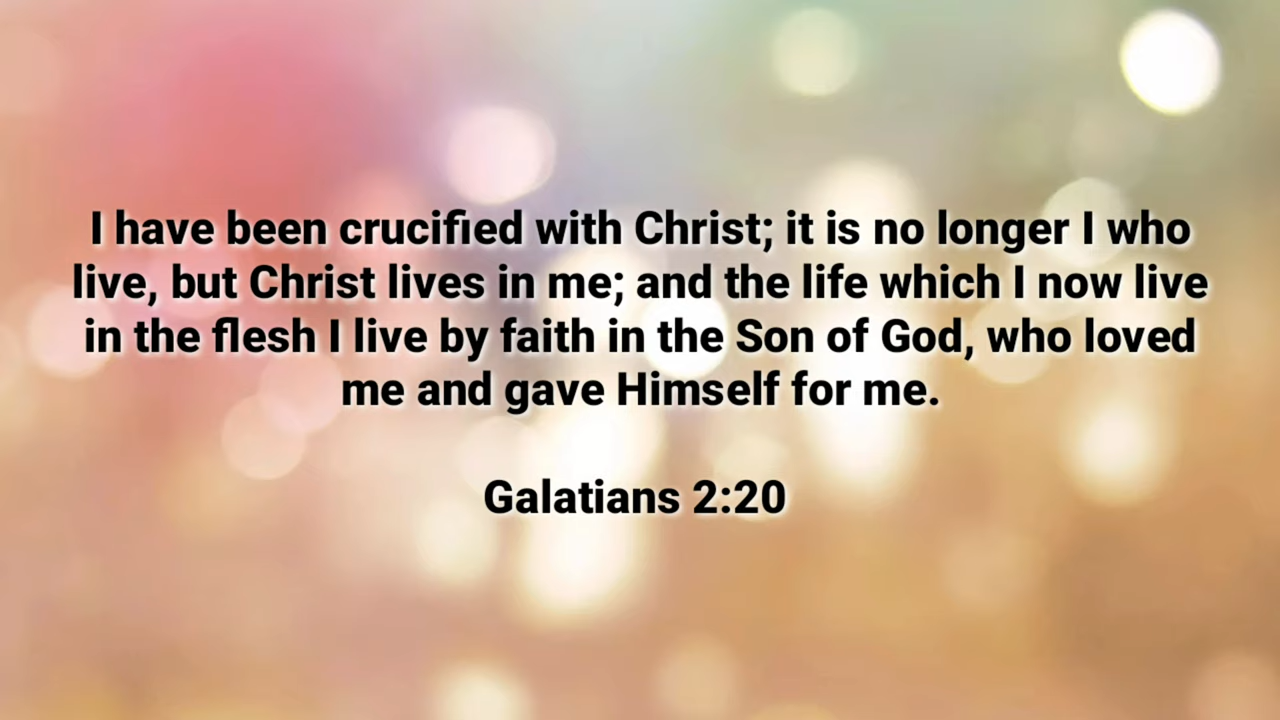 I have been crucified with Christ; it is no longer I who
live, but Christ lives in me; and the life which I now live
in the flesh I live by faith in the Son of God, who loved
me and gave Himself for me.
Galatians 2:20